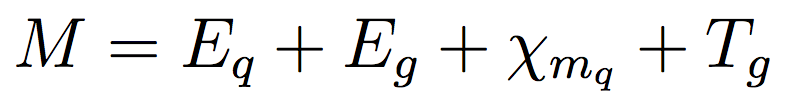 M = E_q + E_g + χ_{m_q} + T_g